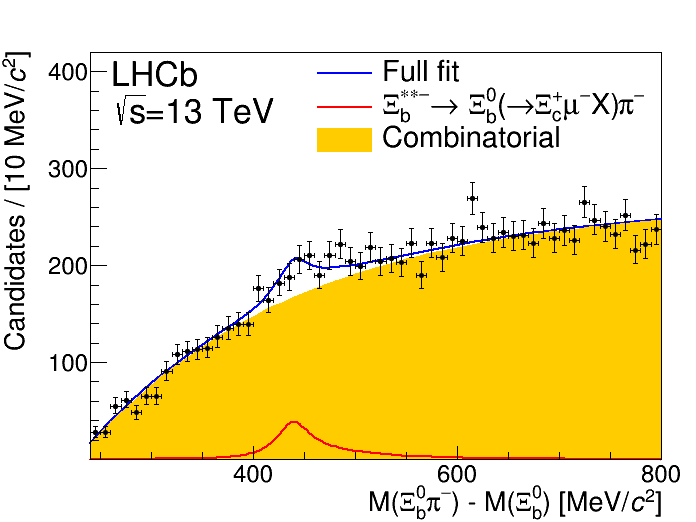 LHCb
√s=13 TeV
Full fit
Ξb**−→ Ξb0(→Ξc+μ−X)π−
Combinatorial
Candidates / [10 MeV/c2]
400
300
200
100
400 600 800
M(Ξb0π−) - M(Ξb0) [MeV/c2]